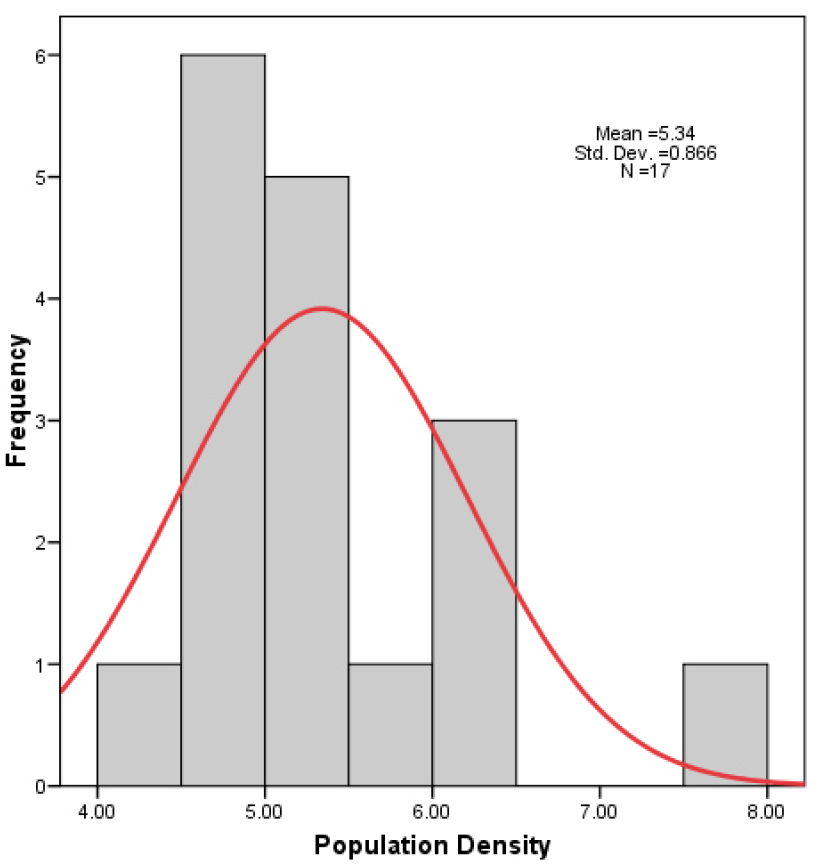 6
5
4
3
2
1
0
Frequency
Mean =5.34
Std. Dev. =0.866
N =17
4.00 5.00 6.00 7.00 8.00
Population Density